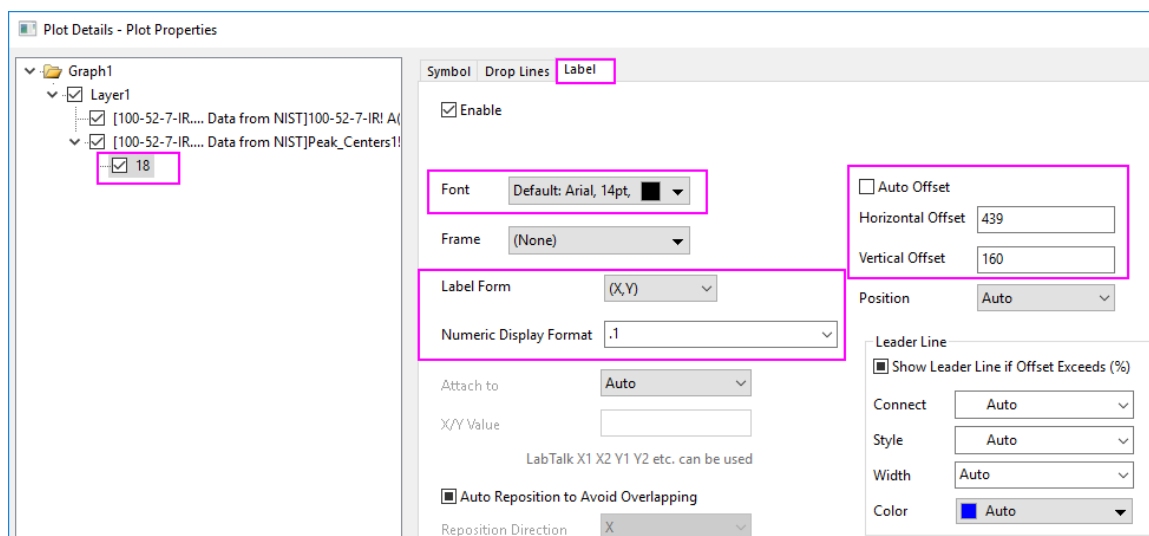 Plot Details - Plot Properties
Graph1
Layer1
[100-52-7-IR.... Data from NIST]100-52-7-IR! A(
[100-52-7-IR.... Data from NIST]Peak_Centers1!
18
Symbol Drop Lines Label
Enable
Font Default: Arial, 14pt,
Frame (None)
Label Form (X,Y)
Numeric Display Format .1
Attach to Auto
X/Y Value
LabTalk X1 X2 Y1 Y2 etc. can be used
Auto Reposition to Avoid Overlapping
Reposition Direction X
Auto Offset
Horizontal Offset 439
Vertical Offset 160
Position Auto
Leader Line
Show Leader Line if Offset Exceeds (%)
Connect Auto
Style Auto
Width Auto
Color Auto